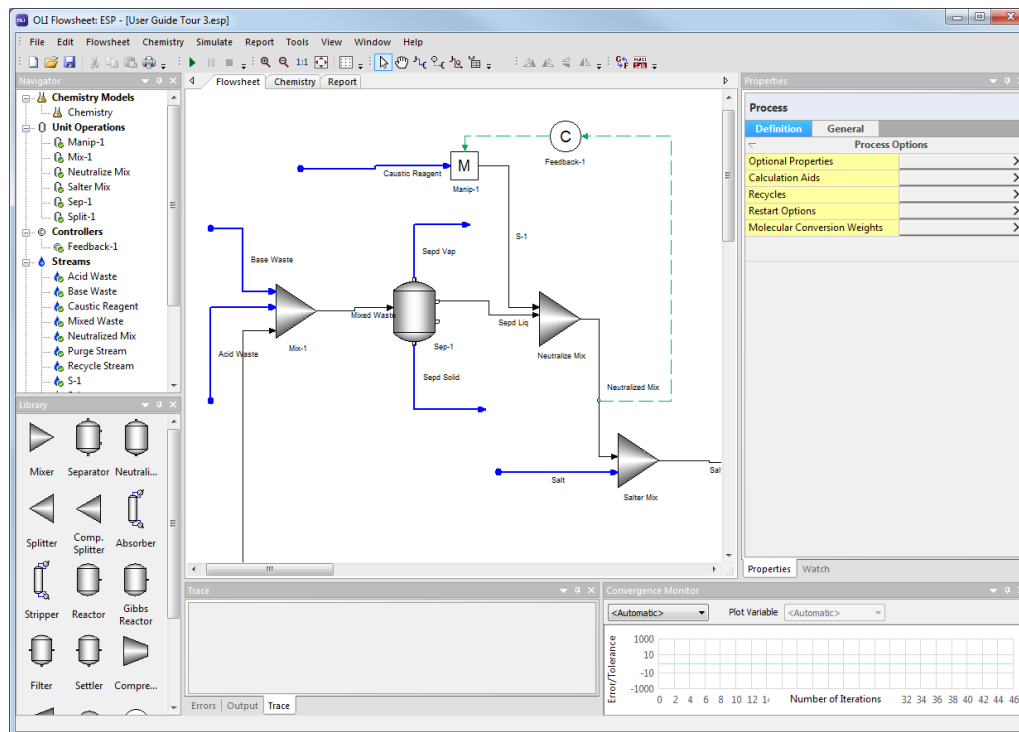 OLI Flowsheet: ESP - [User Guide Tour 3.esp]
File Edit Flowsheet Chemistry Simulate Report Tools View Window Help
1:1
Navigator
Chemistry Models
Chemistry
Unit Operations
Manip-1
Mix-1
Neutralize Mix
Salter Mix
Sep-1
Split-1
Controllers
Feedback-1
Streams
Acid Waste
Base Waste
Caustic Reagent
Mixed Waste
Neutralized Mix
Purge Stream
Recycle Stream
S-1
Library
Mixer Separator Neutrali...
Splitter Comp. Splitter Absorber
Stripper Reactor Gibbs Reactor
Filter Settler Compre...
Flowsheet Chemistry Report
C
Feedback-1
M
Caustic Reagent
Manip-1
S-1
Base Waste
Sepd Vap
Mixed Waste
Sepd Liq
Acid Waste
Mix-1
Sep-1
Neutralize Mix
Sepd Solid
Neutralized Mix
Salt
Salter Mix
Sal
Properties
Process
Definition General
Process Options
Optional Properties
Calculation Aids
Recycles
Restart Options
Molecular Conversion Weights
Properties Watch
Trace
Errors Output Trace
Convergence Monitor
<Automatic> Plot Variable <Automatic>
Error/Tolerance
1000
10
-10
-1000
0 2 4 6 8 10 12 14 Number of Iterations 32 34 36 38 40 42 44 46